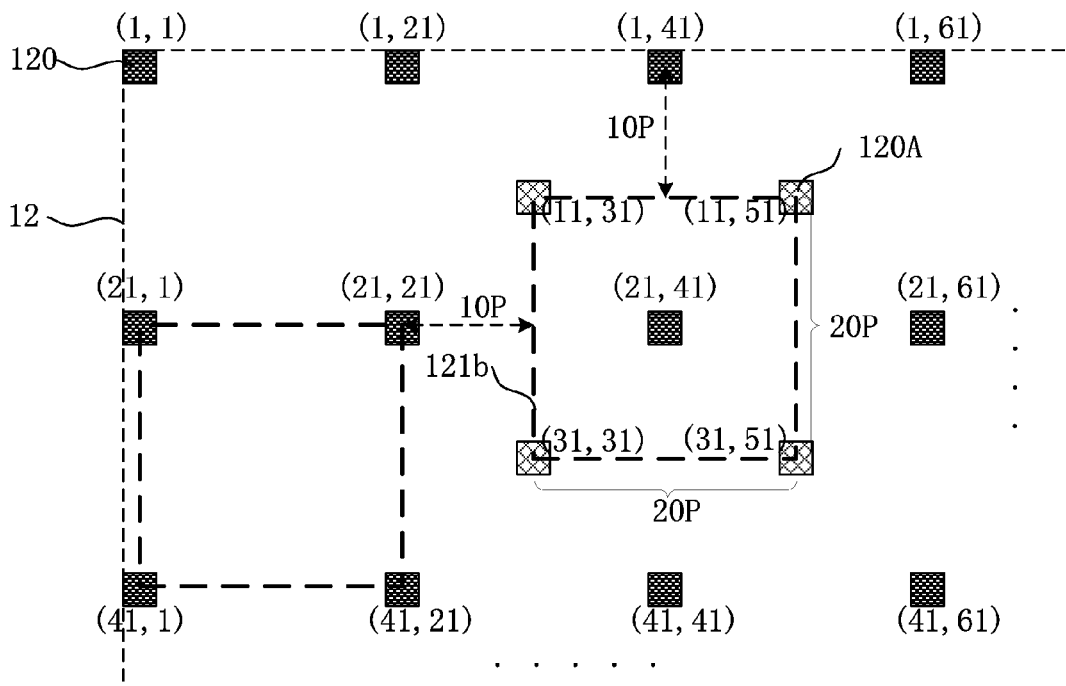 (1, 1) (1, 21) (1, 41) (1, 61)
120
10P
120A
12
(11, 31) (11, 51)
(21, 1) (21, 21) (21, 41) (21, 61)
10P
20P
121b
(31, 31) (31, 51)
20P
(41, 1) (41, 21) (41, 41) (41, 61)